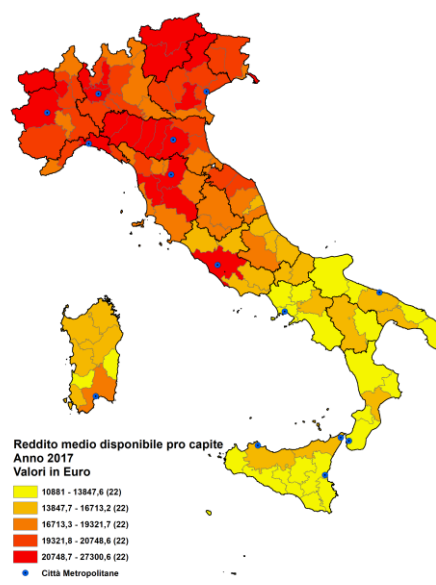 Reddito medio disponibile pro capite
Anno 2017
Valori in Euro
10881 - 13847,6 (22)
13847,7 - 16713,2 (22)
16713,3 - 19321,7 (22)
19321,8 - 20748,6 (22)
20748,7 - 27300,6 (22)
Città Metropolitane